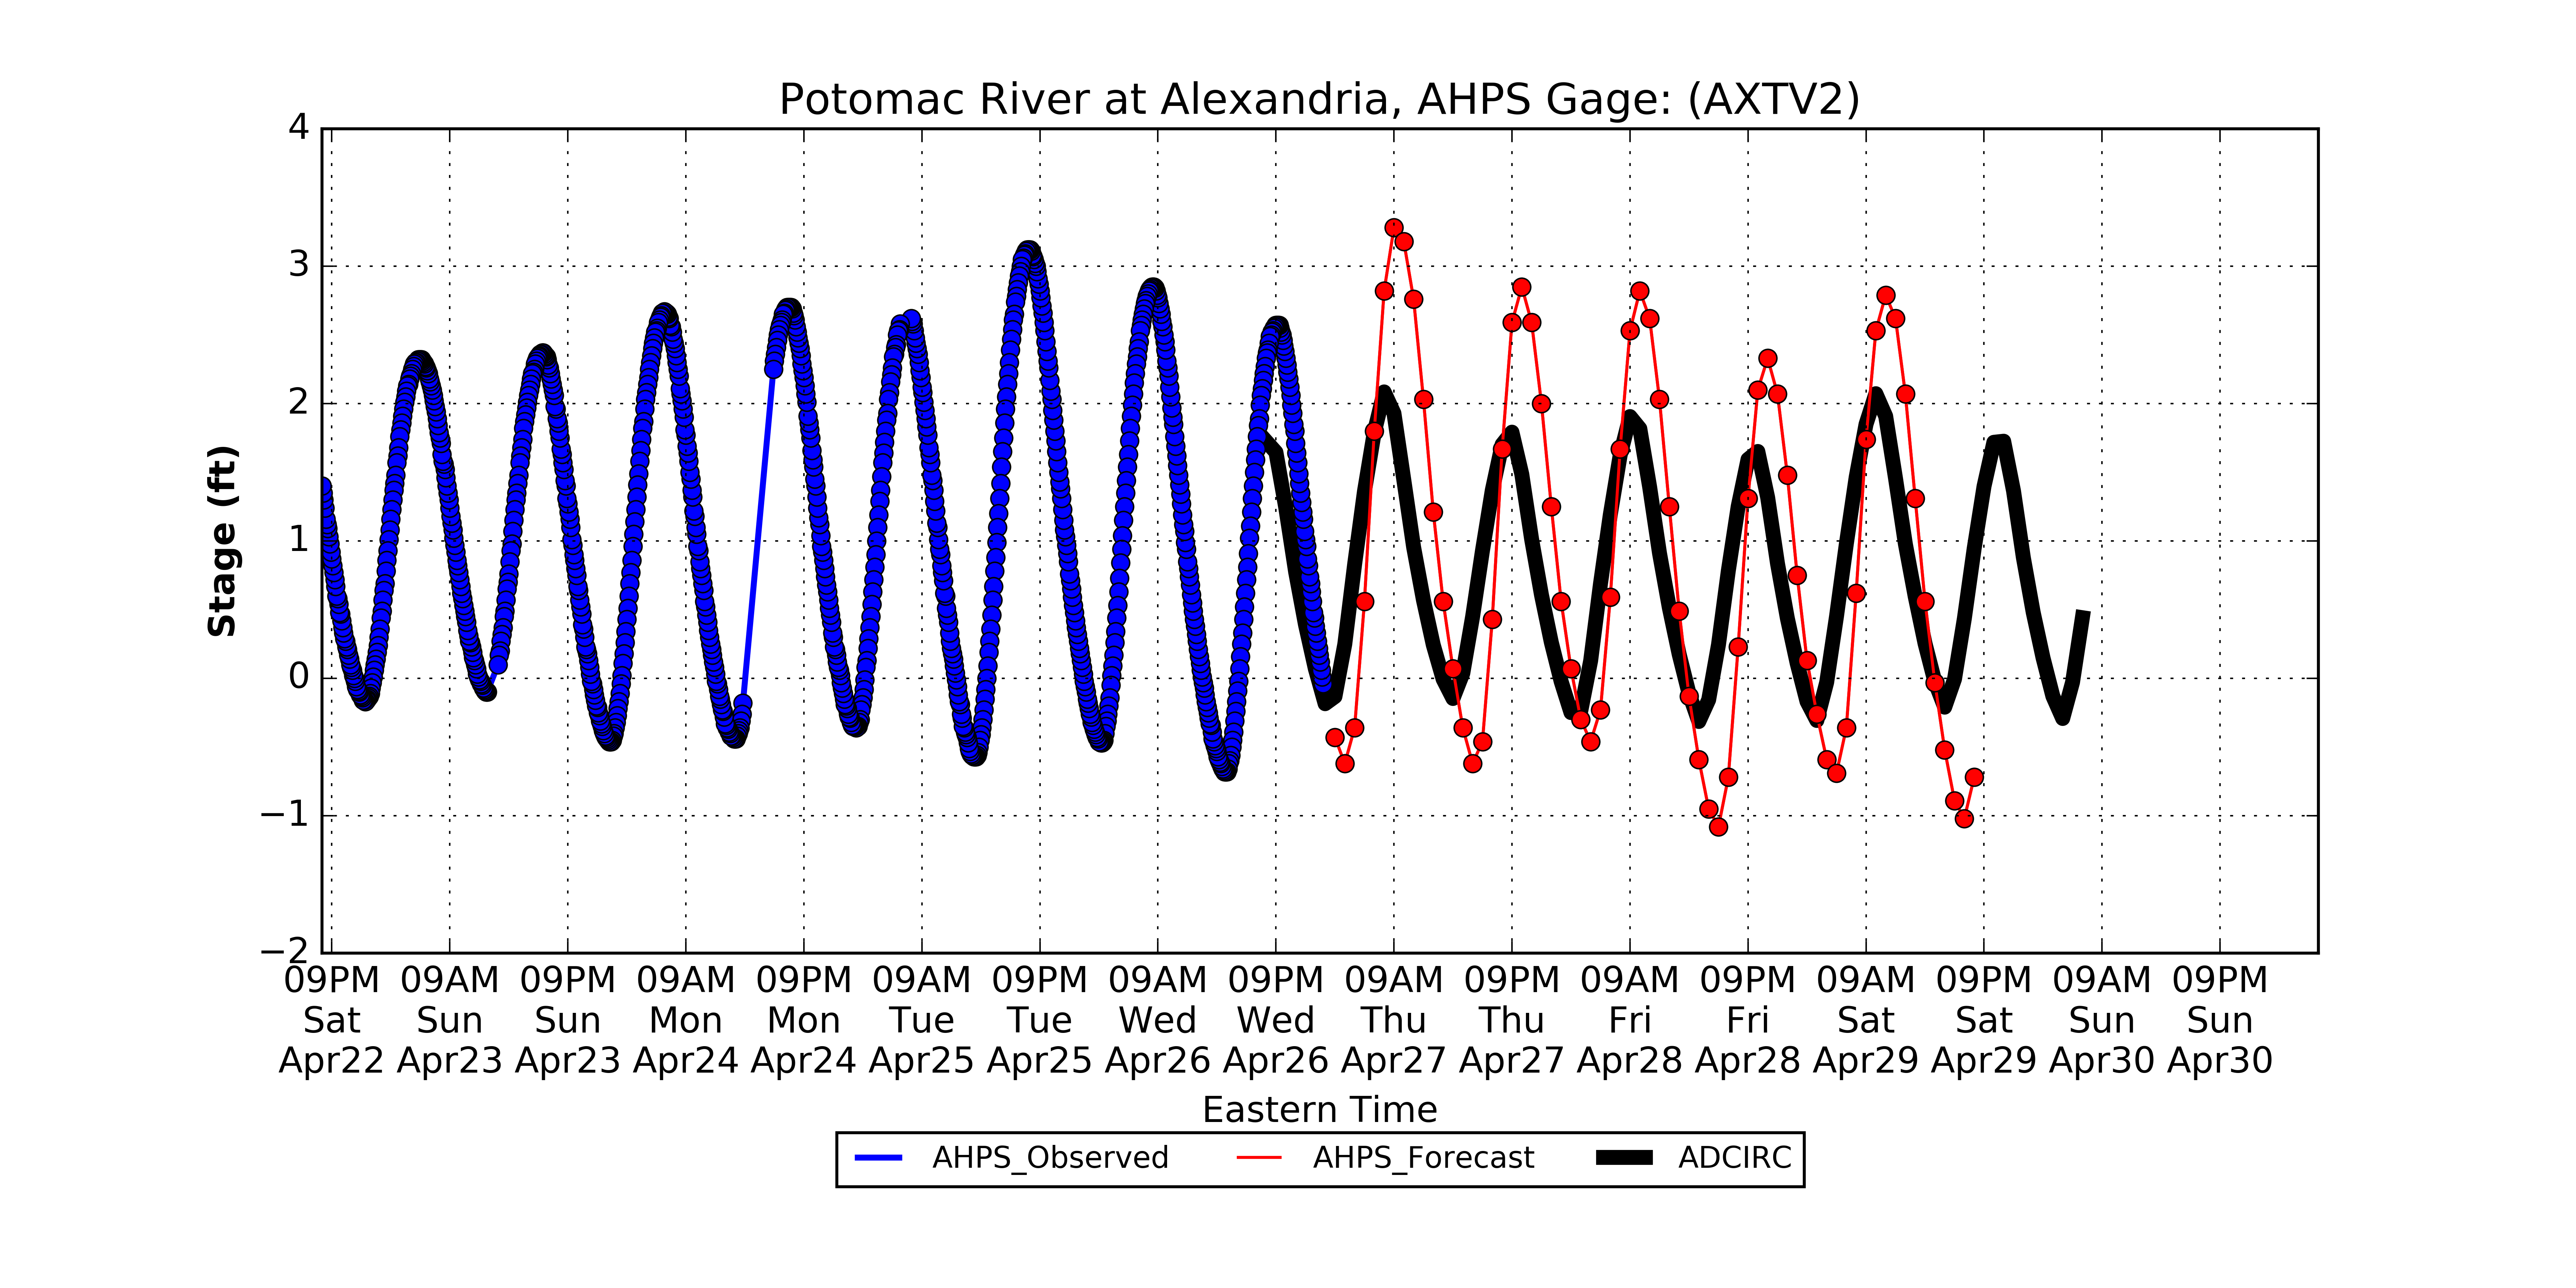 Potomac River at Alexandria, AHPS Gage: (AXTV2)
4
3
2
1
0
−1
−2
Stage (ft)
09PM 09AM 09PM 09AM 09PM 09AM 09PM 09AM 09PM 09AM 09PM 09AM 09PM 09AM 09PM 09AM 09PM
Sat Sun Sun Mon Mon Tue Tue Wed Wed Thu Thu Fri Fri Sat Sat Sun Sun
Apr22 Apr23 Apr23 Apr24 Apr24 Apr25 Apr25 Apr26 Apr26 Apr27 Apr27 Apr28 Apr28 Apr29 Apr29 Apr30 Apr30
Eastern Time
AHPS_Observed AHPS_Forecast ADCIRC